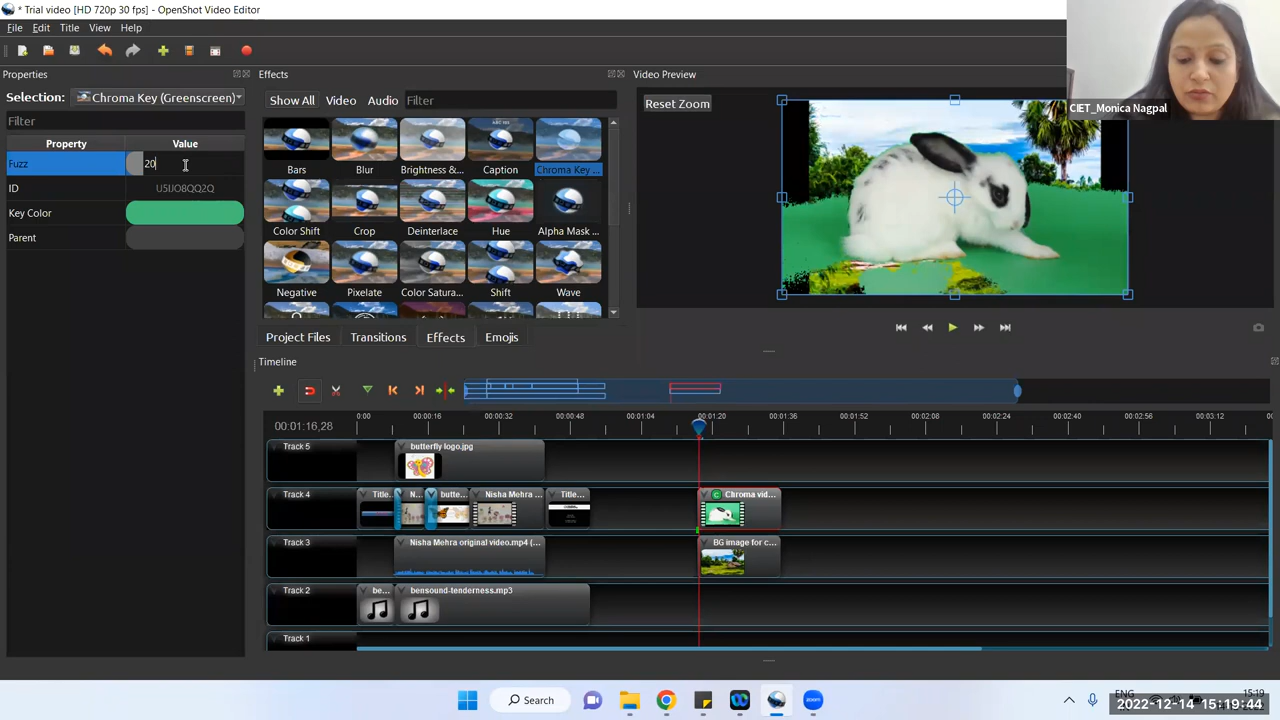 * Trial video [HD 720p 30 fps] - OpenShot Video Editor
File Edit Title View Help
Properties
Selection: Chroma Key (Greenscreen)
Filter
Property Value
Fuzz 20
ID U5IJO8QQ2Q
Key Color
Parent
Effects
Show All Video Audio Filter
Bars Blur Brightness &... Caption Chroma Key ...
Color Shift Crop Deinterlace Hue Alpha Mask ...
Negative Pixelate Color Satura... Shift Wave
Project Files Transitions Effects Emojis
Video Preview
Reset Zoom
CIET_Monica Nagpal
Timeline
00:01:16,28
0:00 00:00:16 00:00:32 00:00:48 00:01:04 00:01:20 00:01:36 00:01:52 00:02:08 00:02:24 00:02:40 00:02:56 00:03:12
Track 5 butterfly logo.jpg
Track 4 Title.. N... butte... Nisha Mehra ... Title... C Chroma vid...
Track 3 Nisha Mehra original video.mp4 (... BG image for c...
Track 2 be... bensound-tenderness.mp3
Track 1
Search
zoom
ENG
15:19
2022-12-14 15:19:44